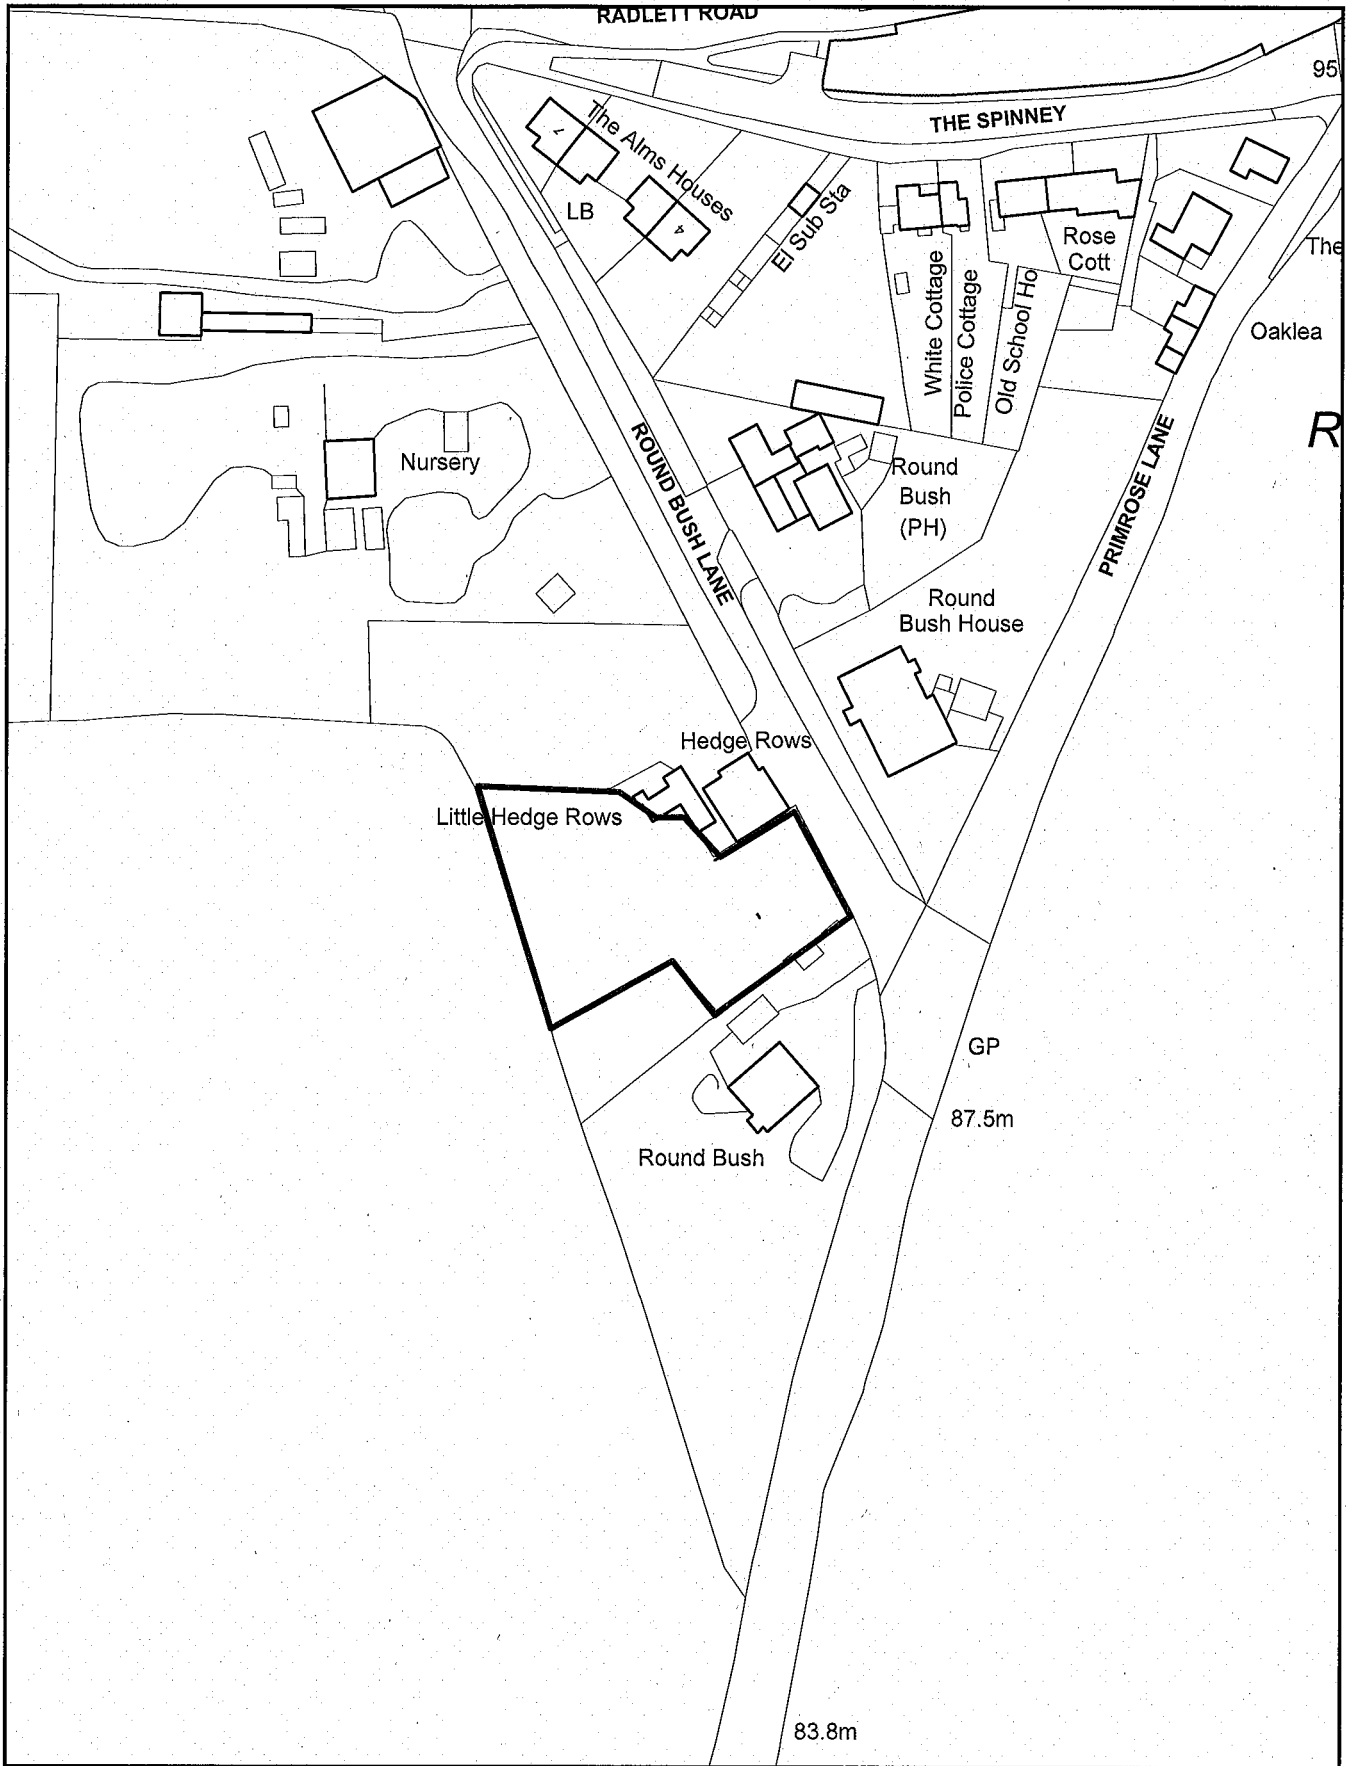 RADLETT ROAD
95
THE SPINNEY
The Alms Houses
7
LB
4
El Sub Sta
Rose
Cott
The
White Cottage
Police Cottage
Old School Ho
Oaklea
R
Nursery
ROUND BUSH LANE
Round
Bush
(PH)
PRIMROSE LANE
Round
Bush House
Hedge Rows
Little Hedge Rows
GP
87.5m
Round Bush
83.8m